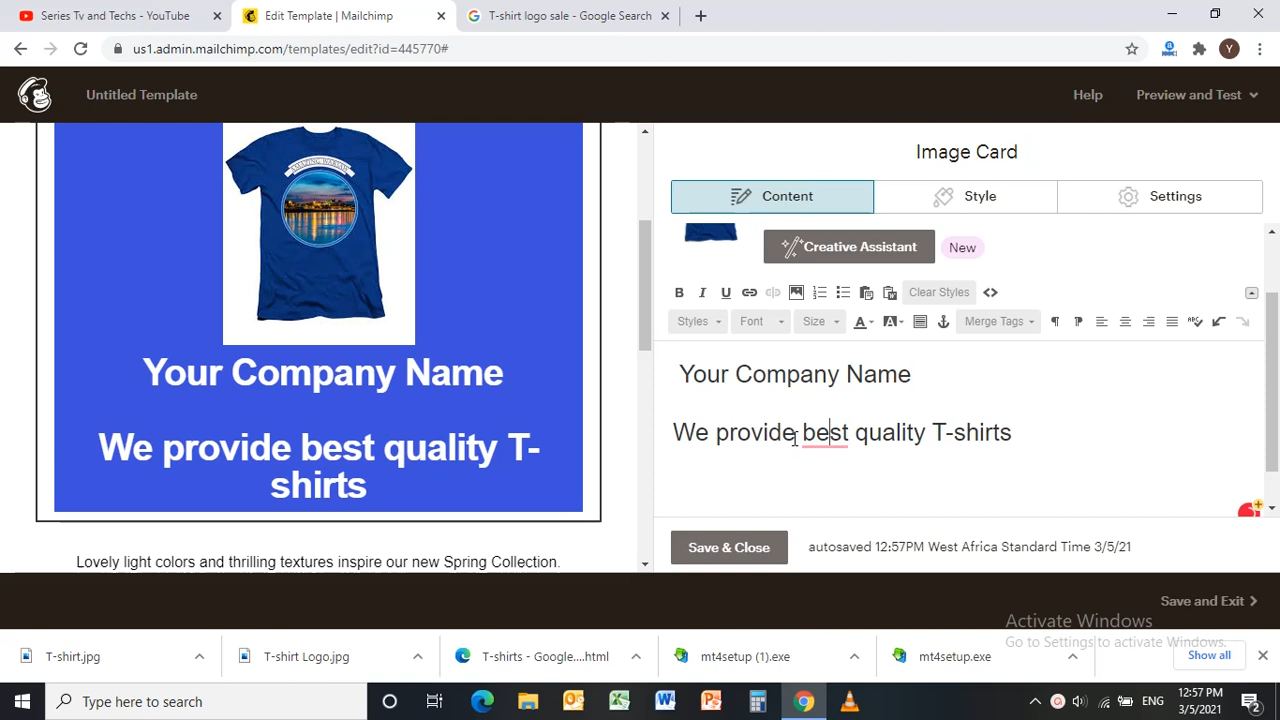 Series Tv and Techs - YouTube
Edit Template | Mailchimp
T-shirt logo sale - Google Search
us1.admin.mailchimp.com/templates/edit?id=445770#
Y
Untitled Template
Help
Preview and Test
AMAZING WARSAW
Your Company Name
We provide best quality T-
shirts
Lovely light colors and thrilling textures inspire our new Spring Collection.
Image Card
Content
Style
Settings
Creative Assistant
New
B I U
Clear Styles
Styles
Font
Size
A
A
Merge Tags
Your Company Name
We provide best quality T-shirts
Save & Close
autosaved 12:57PM West Africa Standard Time 3/5/21
Save and Exit
Activate Windows
Go to Settings to activate Windows.
T-shirt.jpg
T-shirt Logo.jpg
T-shirts - Google....html
mt4setup (1).exe
mt4setup.exe
Show all
Type here to search
ENG
12:57 PM
3/5/2021
2